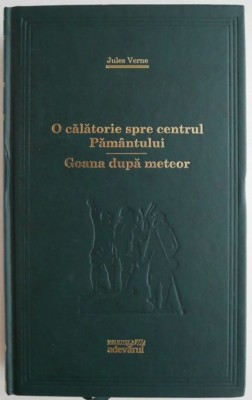 Jules Verne
O călătorie spre centrul
Pământului
Goana după meteor
adevărul